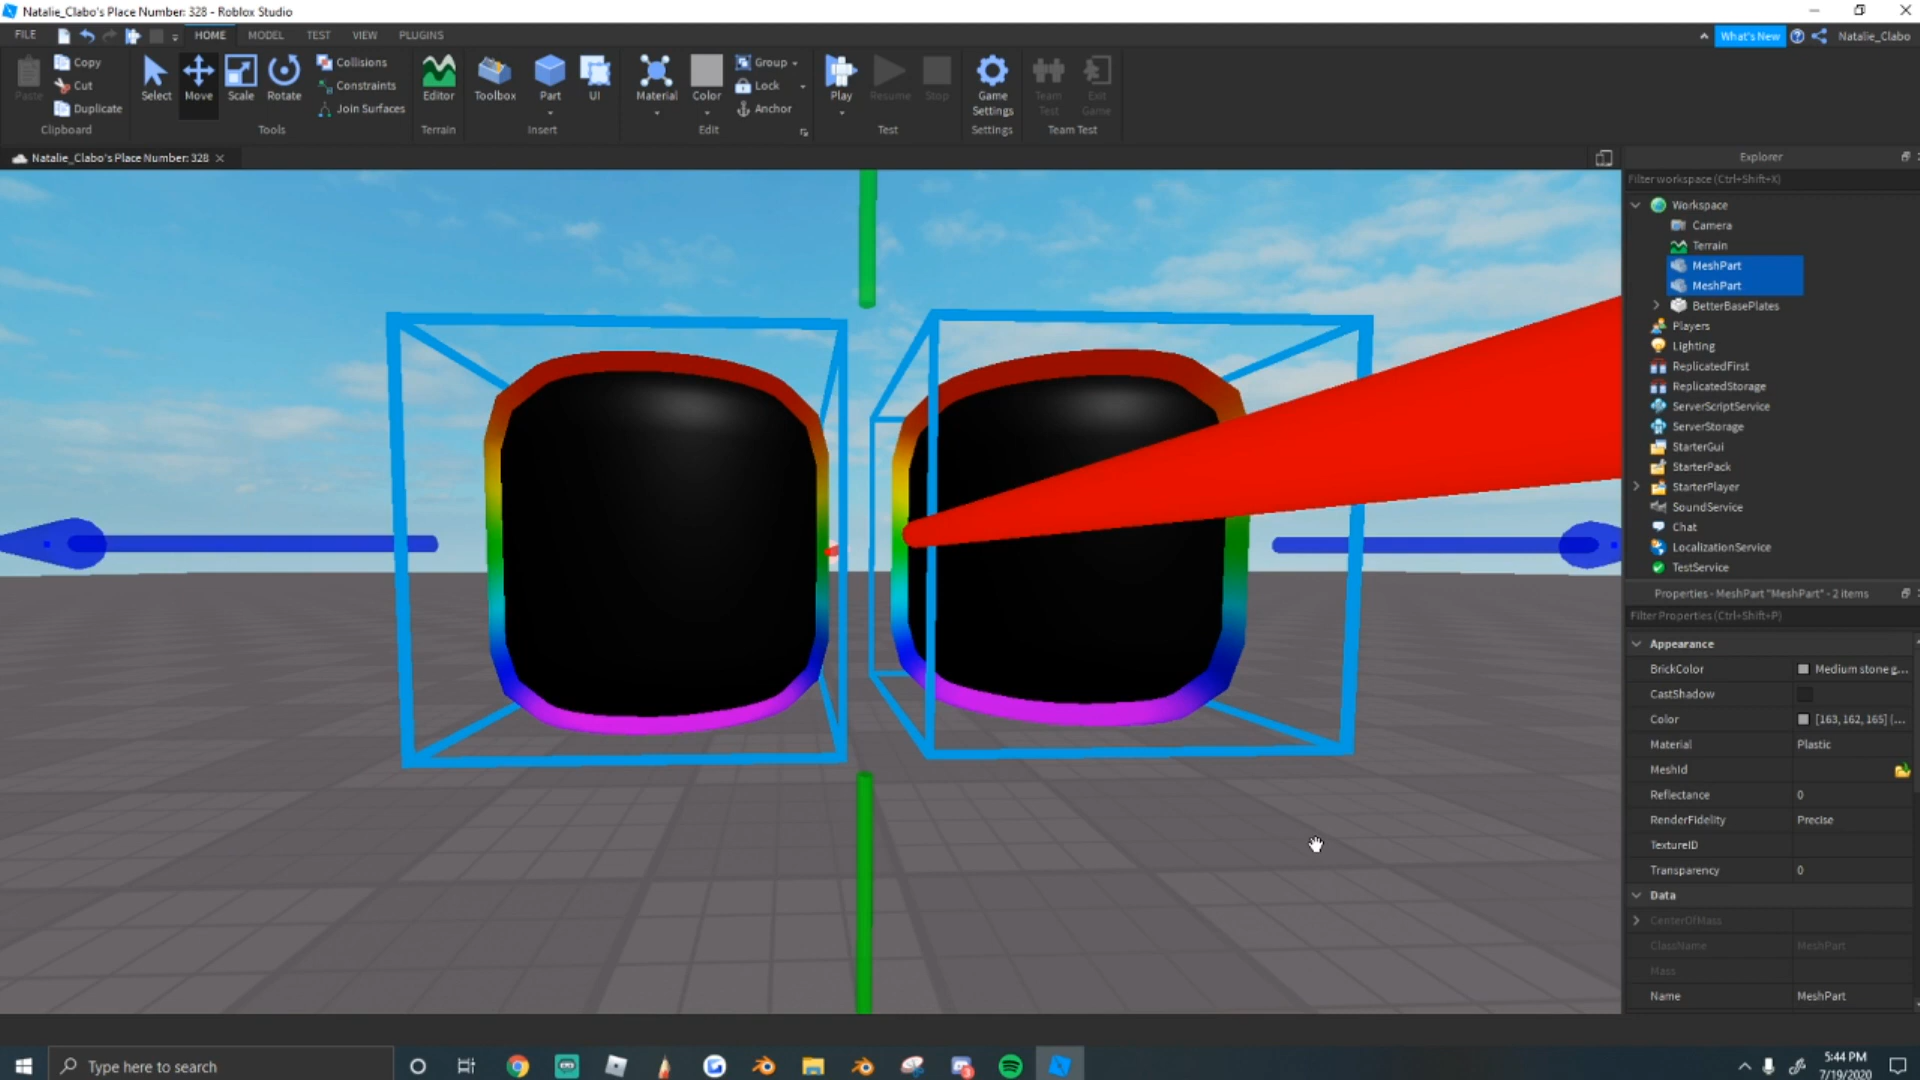 Natalie_Clabo's Place Number: 328 - Roblox Studio
FILE HOME MODEL TEST VIEW PLUGINS What's New Natalie_Clabo
Paste Copy Cut Duplicate
Clipboard
Select Move Scale Rotate Collisions Constraints Join Surfaces
Tools
Editor
Terrain
Toolbox Part UI
Insert
Material Color Group Lock Anchor
Edit
Play Resume Stop
Test
Game Settings
Settings
Team Test Exit Game
Team Test
Natalie_Clabo's Place Number: 328
Explorer
Filter workspace (Ctrl+Shift+X)
Workspace
Camera
Terrain
MeshPart
MeshPart
BetterBasePlates
Players
Lighting
ReplicatedFirst
ReplicatedStorage
ServerScriptService
ServerStorage
StarterGui
StarterPack
StarterPlayer
SoundService
Chat
LocalizationService
TestService
Properties - MeshPart "MeshPart" - 2 items
Filter Properties (Ctrl+Shift+P)
Appearance
BrickColor Medium stone g...
CastShadow
Color [163, 162, 165] (...
Material Plastic
MeshId
Reflectance 0
RenderFidelity Precise
TextureID
Transparency 0
Data
CenterOfMass
ClassName MeshPart
Mass
Name MeshPart
Type here to search
5:44 PM
7/19/2020